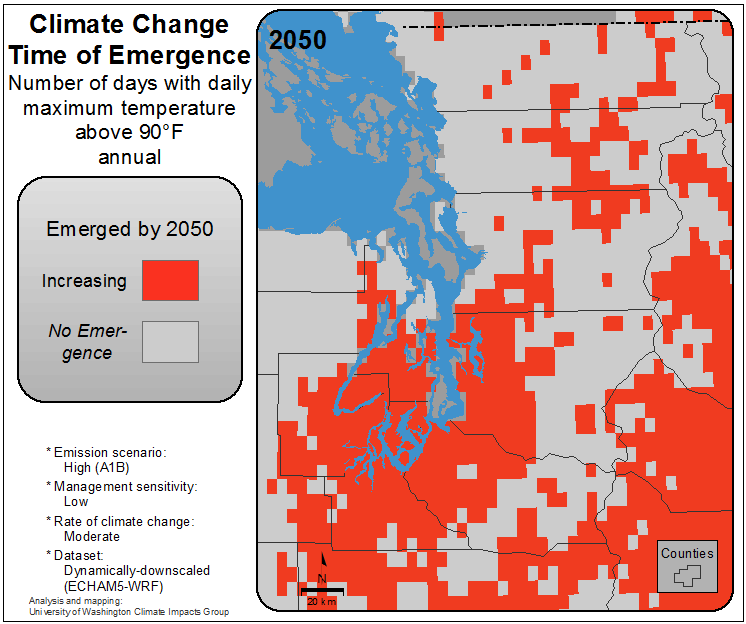 Climate Change
Time of Emergence
Number of days with daily
maximum temperature
above 90°F
annual
Emerged by 2050
Increasing
No Emer-
gence
* Emission scenario:
High (A1B)
* Management sensitivity:
Low
* Rate of climate change:
Moderate
* Dataset:
Dynamically-downscaled
(ECHAM5-WRF)
Analysis and mapping:
University of Washington Climate Impacts Group
2050
N
20 km
Counties